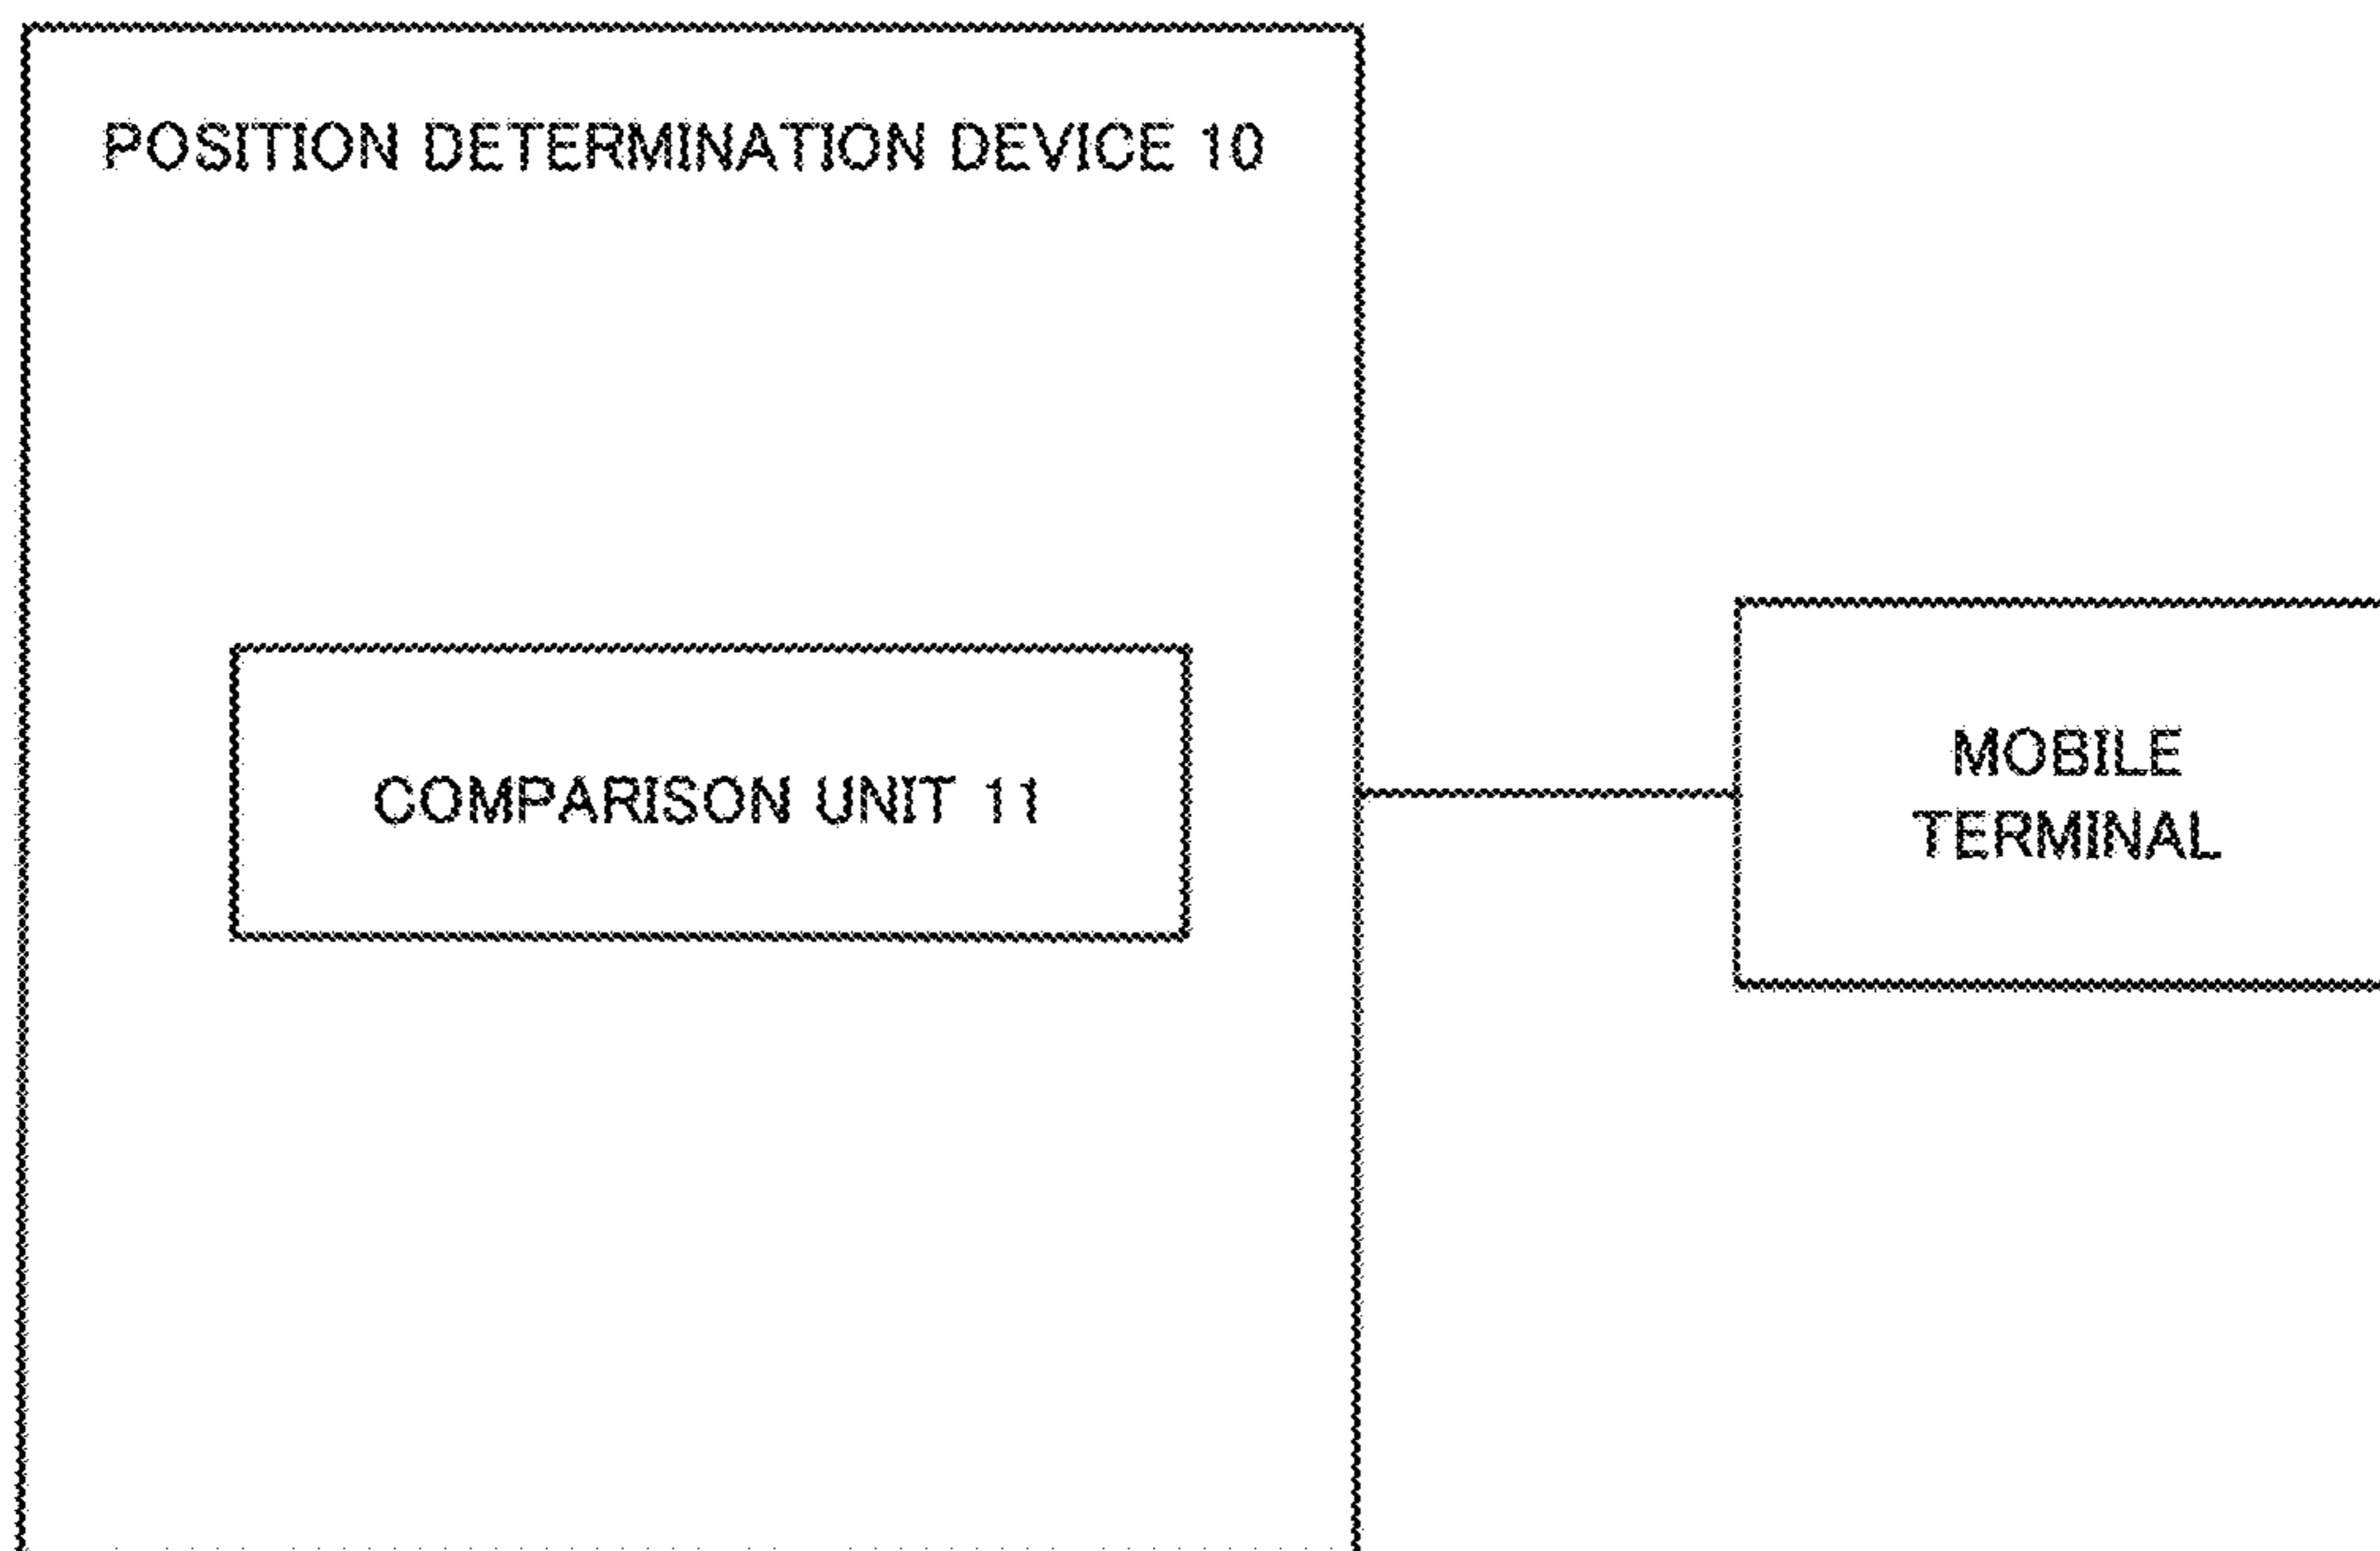 POSITION DETERMINATION DEVICE 10
COMPARISON UNIT 11
MOBILE
TERMINAL